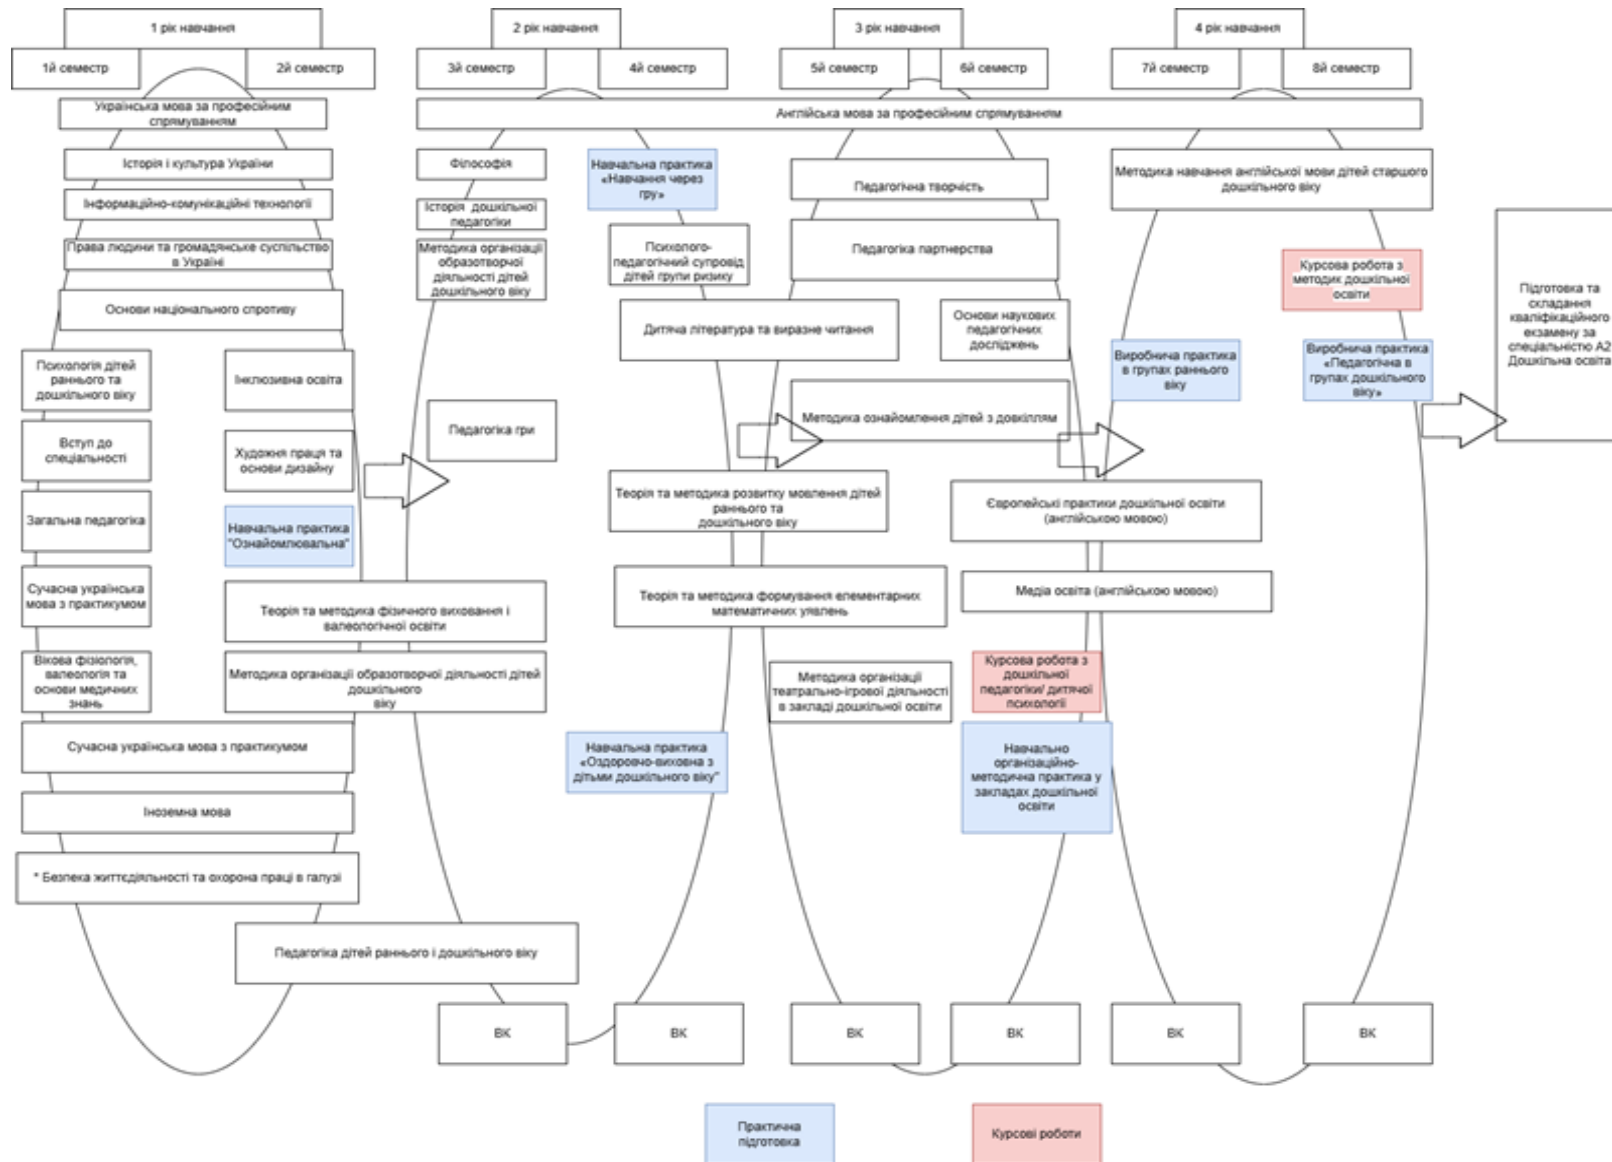 1 рік навчання
2 рік навчання
3 рік навчання
4 рік навчання
1й семестр
2й семестр
3й семестр
4й семестр
5й семестр
6й семестр
7й семестр
8й семестр
Українська мова за професійним
спрямуванням
Англійська мова за професійним спрямуванням
Історія і культура України
Інформаційно-комунікаційні технології
Права людини та громадянське суспільство
в Україні
Основи національного спротиву
Психологія дітей
раннього та
дошкільного віку
Інклюзивна освіта
Вступ до
спеціальності
Художня праця та
основи дизайну
Загальна педагогіка
Навчальна практика
"Ознайомлювальна"
Сучасна українська
мова з практикумом
Теорія та методика фізичного виховання і
валеологічної освіти
Вікова фізіологія,
валеологія та
основи медичних
знань
Методика організації образотворчої діяльності дітей
дошкільного
віку
Сучасна українська мова з практикумом
Іноземна мова
* Безпека життєдіяльності та охорона праці в галузі
Педагогіка дітей раннього і дошкільного віку
Філософія
Історія дошкільної
педагогіки
Методика організації
образотворчої
діяльності дітей
дошкільного віку
Педагогіка гри
Навчальна практика
«Навчання через
гру»
Психолого-
педагогічний супровід
дітей групи ризику
Дитяча література та виразне читання
Теорія та методика розвитку мовлення дітей
раннього та
дошкільного віку
Теорія та методика формування елементарних
математичних уявлень
Навчальна практика
«Оздоровчо-виховна з
дітьми дошкільного віку"
Педагогічна творчість
Педагогіка партнерства
Основи наукових
педагогічних
досліджень
Методика ознайомлення дітей з довкіллям
Європейські практики дошкільної освіти
(англійською мовою)
Медіа освіта (англійською мовою)
Методика організації
театрально-ігрової діяльності
в закладі дошкільної освіти
Курсова робота з
дошкільної
педагогіки/ дитячої
психології
Навчально
організаційно-
методична практика у
закладах дошкільної
освіти
Методика навчання англійської мови дітей старшого
дошкільного віку
Курсова робота з
методик дошкільної
освіти
Виробнича практика
в групах раннього
віку
Виробнича практика
«Педагогічна в
групах дошкільного
віку»
Підготовка та
складання
кваліфікаційного
екзамену за
спеціальністю А2
Дошкільна освіта
ВК
ВК
ВК
ВК
ВК
ВК
Практична
підготовка
Курсові роботи